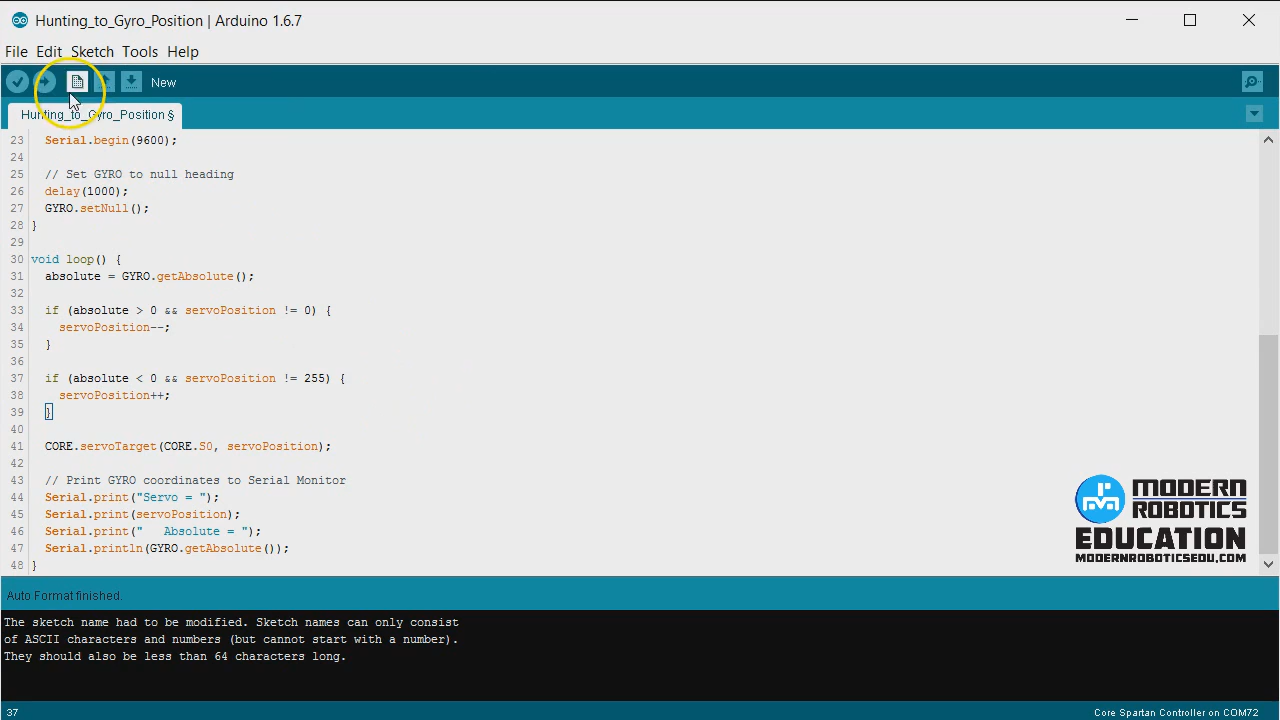 Hunting_to_Gyro_Position | Arduino 1.6.7
File Edit Sketch Tools Help
New
Hunting_to_Gyro_Position §
23 Serial.begin(9600);
24
25 // Set GYRO to null heading
26 delay(1000);
27 GYRO.setNull();
28 }
29
30 void loop() {
31 absolute = GYRO.getAbsolute();
32
33 if (absolute > 0 && servoPosition != 0) {
34 servoPosition--;
35 }
36
37 if (absolute < 0 && servoPosition != 255) {
38 servoPosition++;
39 }
40
41 CORE.servoTarget(CORE.S0, servoPosition);
42
43 // Print GYRO coordinates to Serial Monitor
44 Serial.print("Servo = ");
45 Serial.print(servoPosition);
46 Serial.print("   Absolute = ");
47 Serial.println(GYRO.getAbsolute());
48 }
MODERN
ROBOTICS
EDUCATION
MODERNROBOTICSEDU.COM
Auto Format finished.
The sketch name had to be modified. Sketch names can only consist
of ASCII characters and numbers (but cannot start with a number).
They should also be less than 64 characters long.
37 Core Spartan Controller on COM72